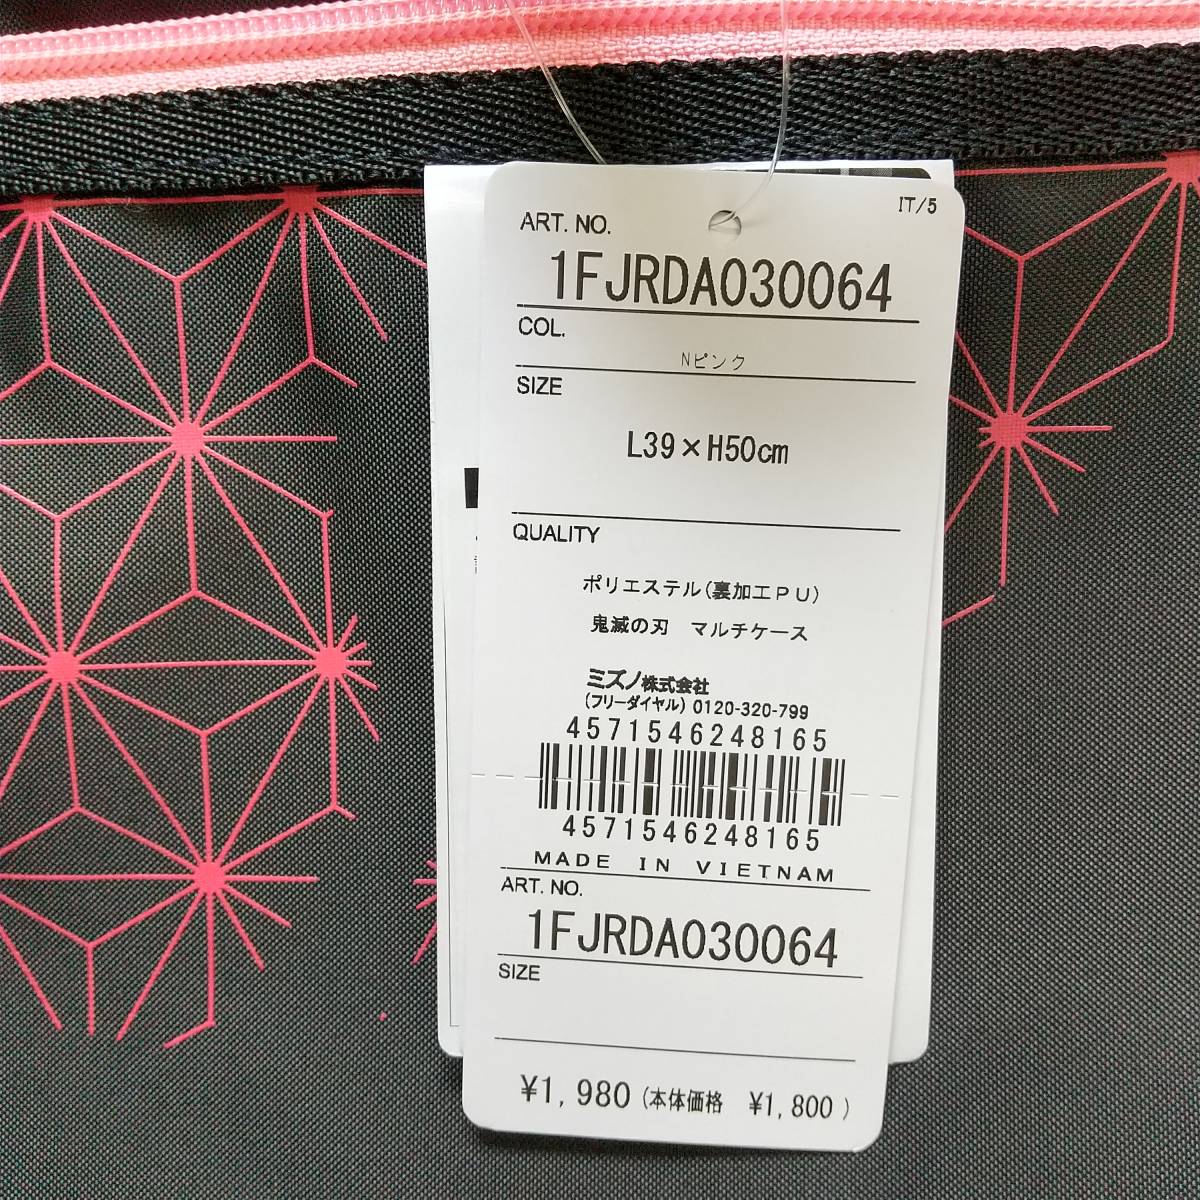 IT/5
ART. NO.
1FJRDA030064
COL.
Nピンク
SIZE
L39×H50cm
QUALITY
ポリエステル(裏加工PU)
鬼滅の刃　マルチケース
ミズノ株式会社
(フリーダイヤル) 0120-320-799
4571546248165
4571546248165
MADE IN VIETNAM
ART. NO.
1FJRDA030064
SIZE
¥1,980 (本体価格 ¥1,800 )